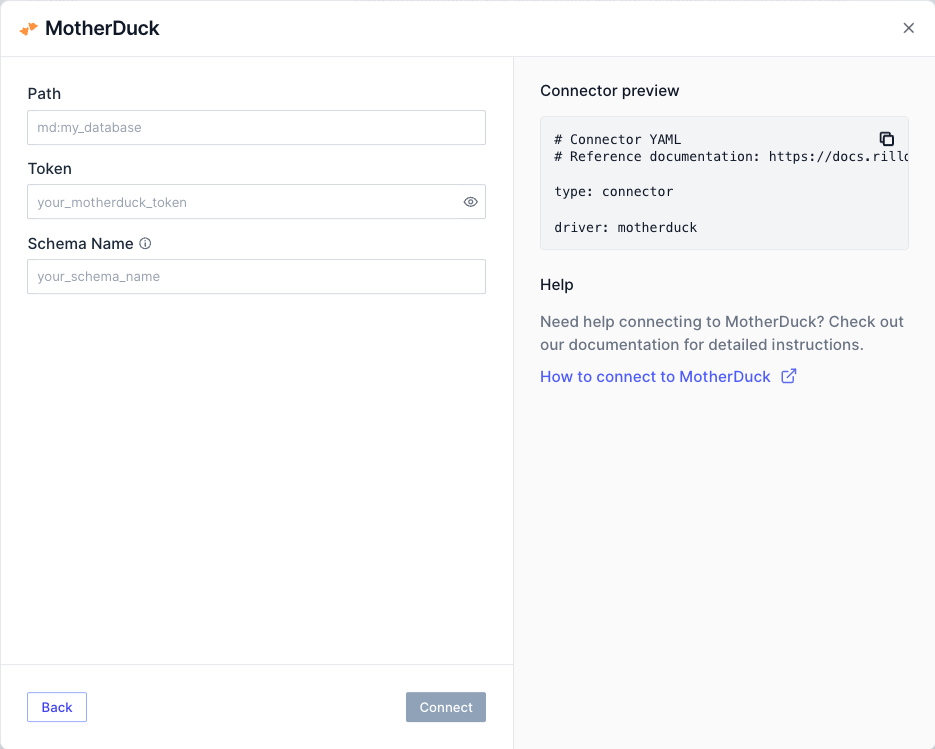 MotherDuck
Path
md:my_database
Token
your_motherduck_token
Schema Name
your_schema_name
Back
Connect
Connector preview
# Connector YAML
# Reference documentation: https://docs.rill
type: connector
driver: motherduck
Help
Need help connecting to MotherDuck? Check out
our documentation for detailed instructions.
How to connect to MotherDuck